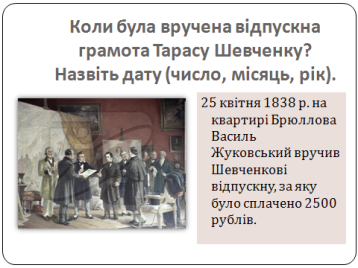 Коли була вручена відпускна
грамота Тарасу Шевченку?
Назвіть дату (число, місяць, рік).
25 квітня 1838 р. на
квартирі Брюллова
Василь
Жуковський вручив
Шевченкові
відпускну, за яку
було сплачено 2500
рублів.